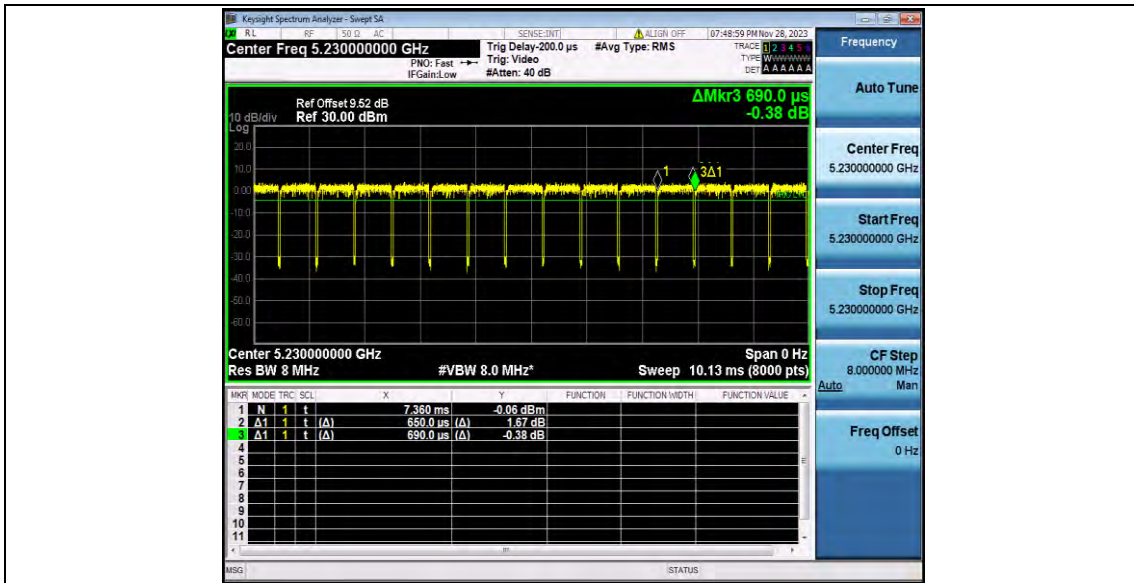 Keysight Spectrum Analyzer - Swept SA
RL RF 50 Ω AC SENSE:INT ALIGN OFF 07:48:59 PM Nov 28, 2023
Center Freq 5.230000000 GHz
Trig Delay-200.0 µs #Avg Type: RMS
TRACE 1 2 3 4 5 6
PNO: Fast Trig: Video
TYPE WWWWWW
IFGain:Low #Atten: 40 dB
DET A A A A A A
ΔMkr3 690.0 µs
-0.38 dB
Ref Offset 9.52 dB
10 dB/div Ref 30.00 dBm
Log
20.0
10.0
0.00
-10.0
-20.0
-30.0
-40.0
-50.0
-60.0
1
3Δ1
Center 5.230000000 GHz Span 0 Hz
Res BW 8 MHz #VBW 8.0 MHz* Sweep 10.13 ms (8000 pts)
MKR MODE TRC SCL X Y FUNCTION FUNCTION WIDTH FUNCTION VALUE
1 N 1 t 7.360 ms -0.06 dBm
2 Δ1 1 t (Δ) 650.0 µs (Δ) 1.67 dB
3 Δ1 1 t (Δ) 690.0 µs (Δ) -0.38 dB
4
5
6
7
8
9
10
11
MSG STATUS
Frequency
Auto Tune
Center Freq
5.230000000 GHz
Start Freq
5.230000000 GHz
Stop Freq
5.230000000 GHz
CF Step
8.000000 MHz
Auto Man
Freq Offset
0 Hz